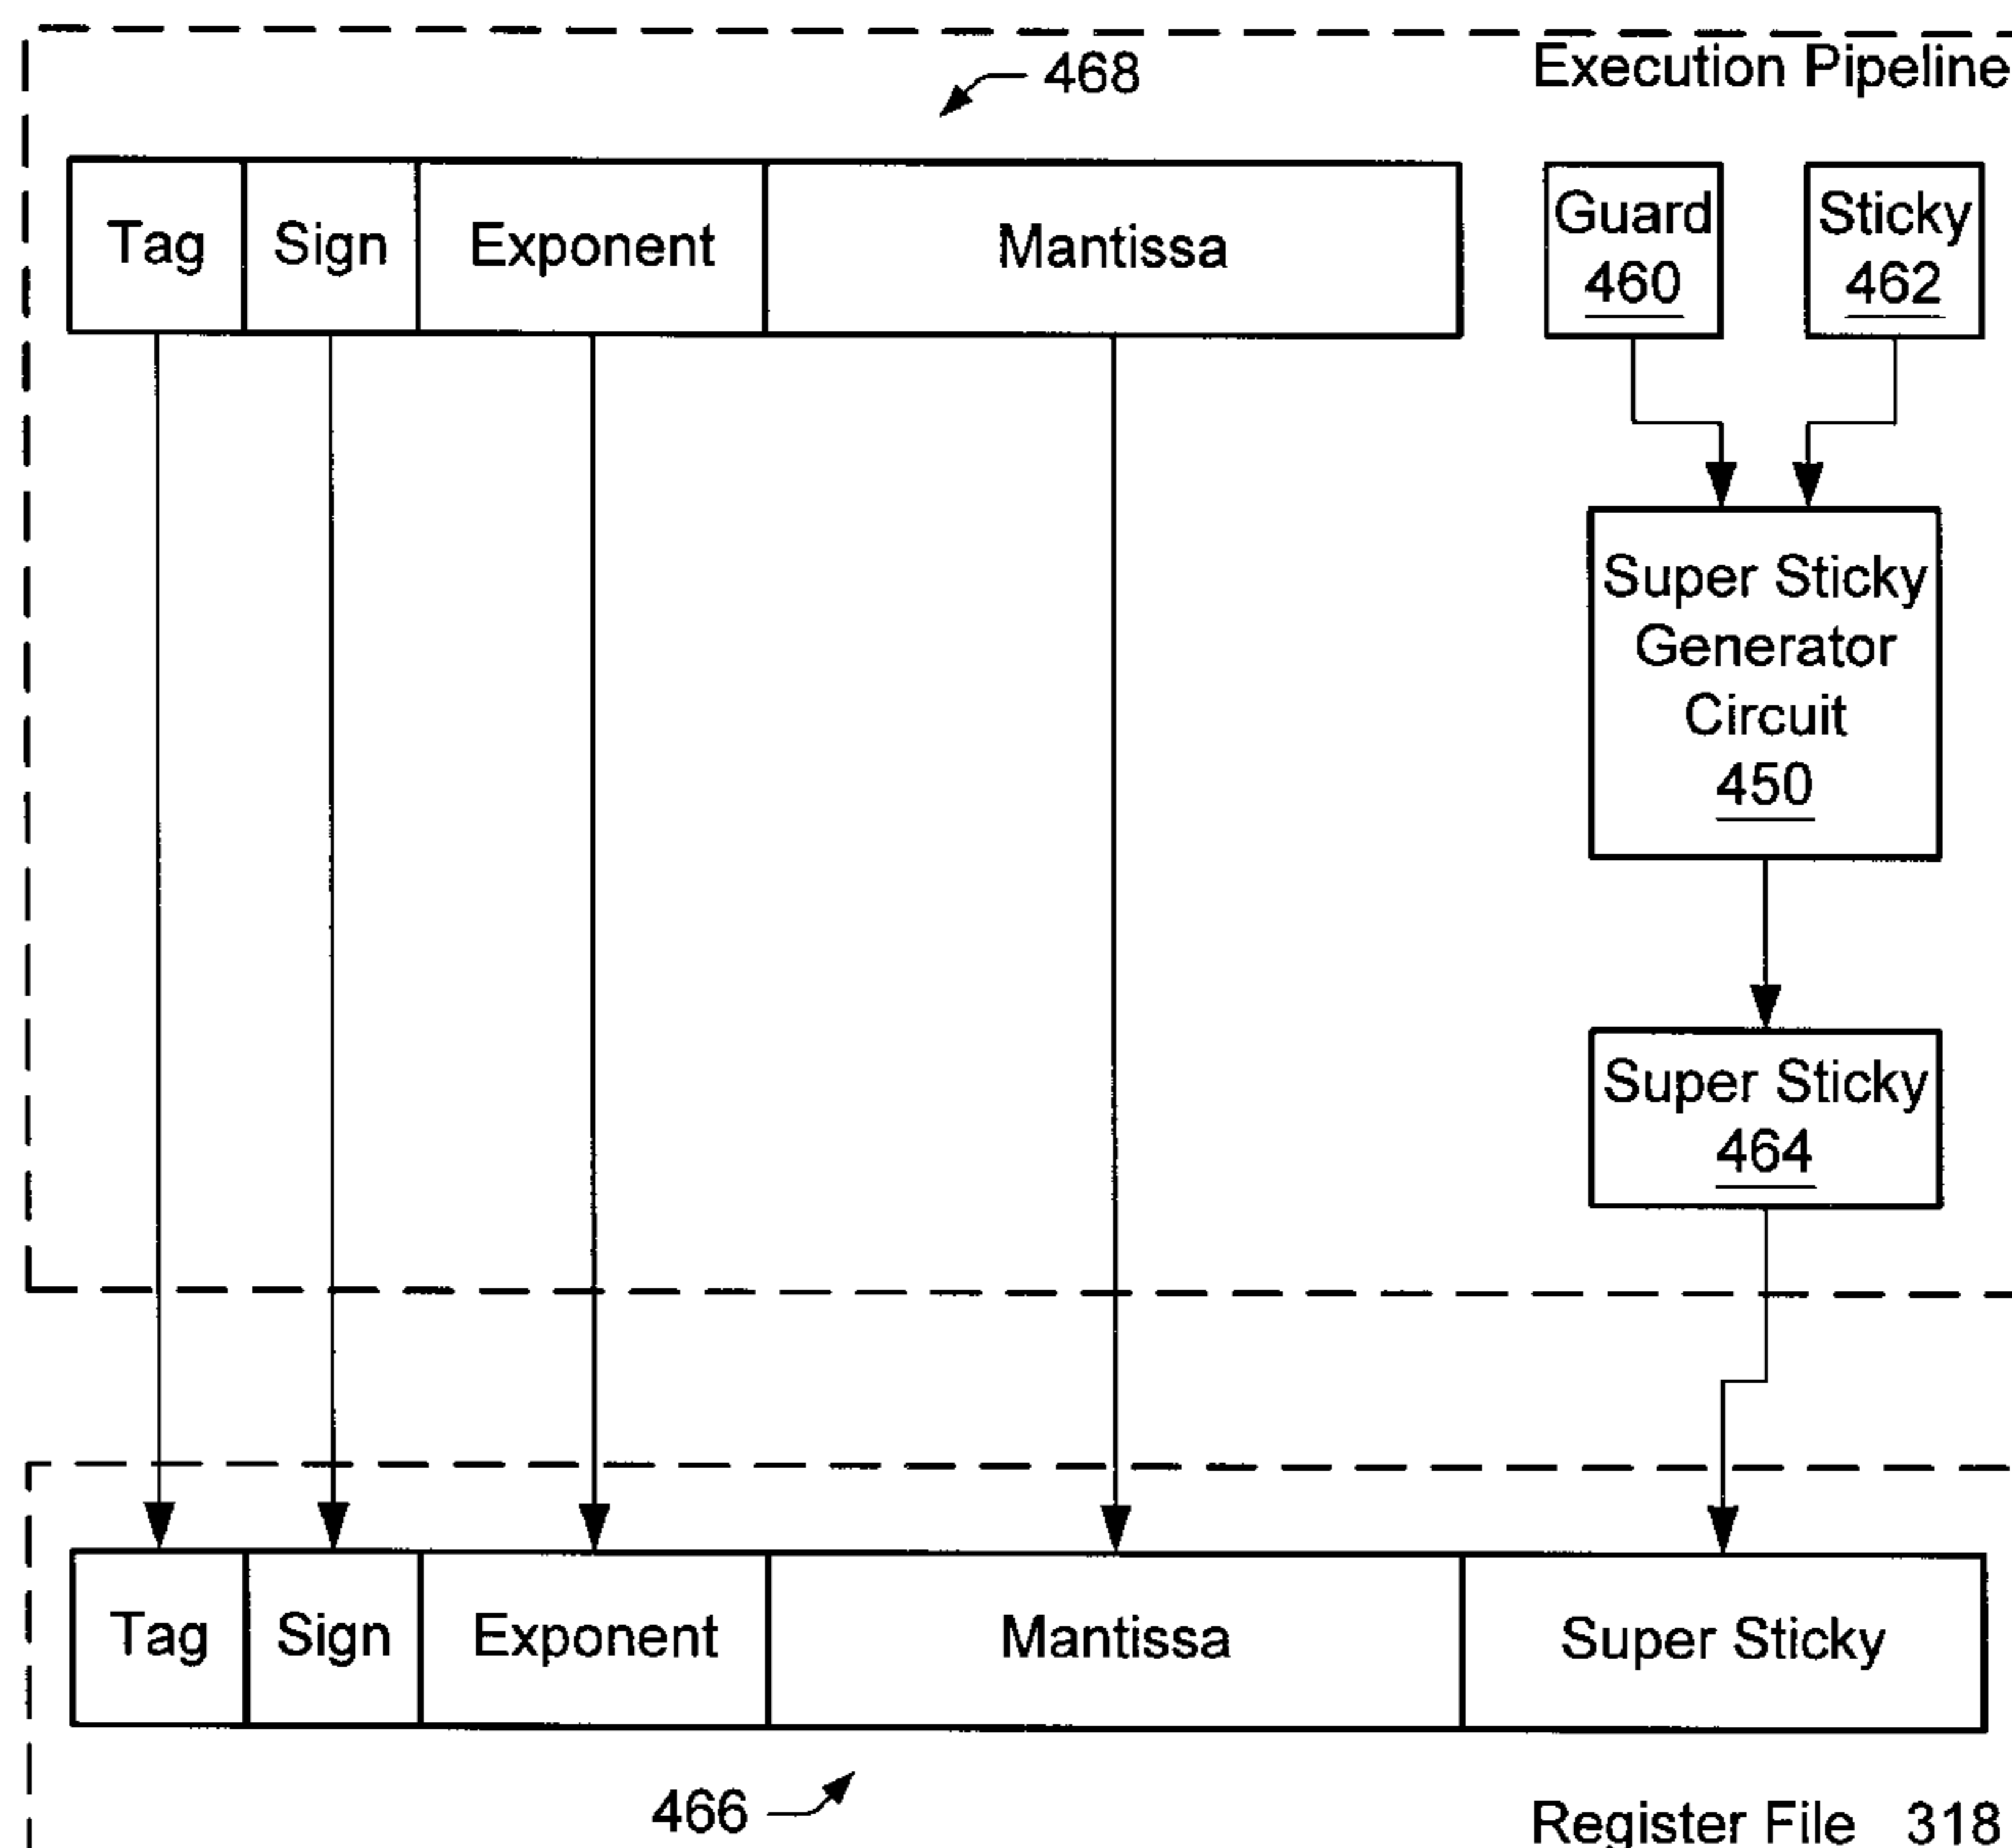 Execution Pipeline
468
Tag Sign Exponent Mantissa
Guard
460
Sticky
462
Super Sticky
Generator
Circuit
450
Super Sticky
464
Tag Sign Exponent Mantissa Super Sticky
466
Register File 318